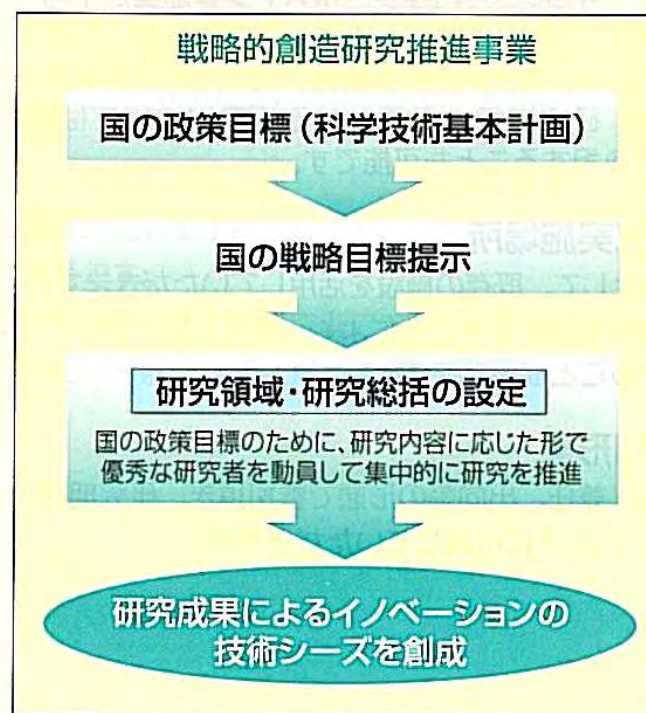 戦略的創造研究推進事業
国の政策目標(科学技術基本計画)
国の戦略目標提示
研究領域・研究総括の設定
国の政策目標のために、研究内容に応じた形で
優秀な研究者を動員して集中的に研究を推進
研究成果によるイノベーションの
技術シーズを創成